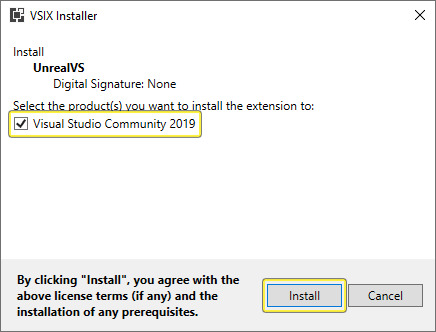 VSIX Installer
Install
UnrealVS
Digital Signature: None
Select the product(s) you want to install the extension to:
Visual Studio Community 2019
By clicking "Install", you agree with the
above license terms (if any) and the
installation of any prerequisites.
Install
Cancel